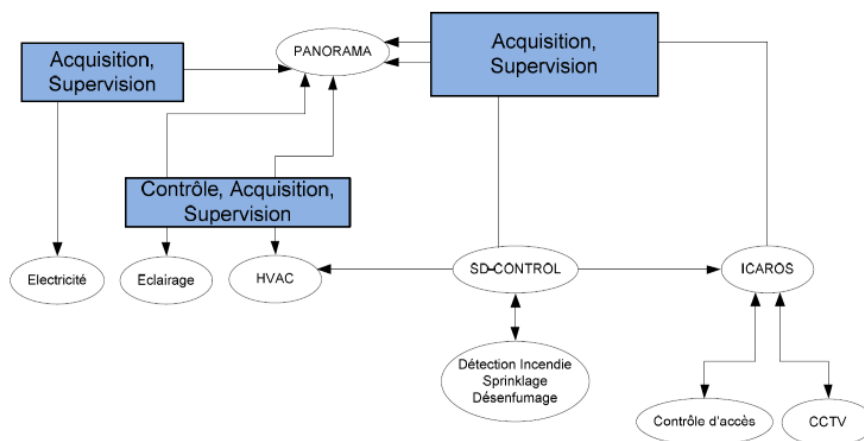 PANORAMA
Acquisition,
Supervision
Acquisition,
Supervision
Contrôle, Acquisition,
Supervision
Electricité
Eclairage
HVAC
SD-CONTROL
ICAROS
Détection Incendie
Sprinklage
Désenfumage
Contrôle d'accès
CCTV